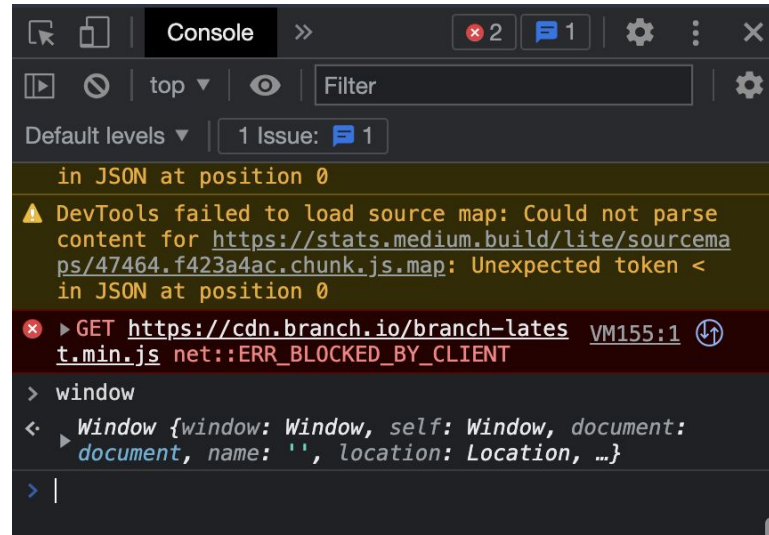 Console » 2 1
top ▼ Filter
Default levels ▼ 1 Issue: 1
in JSON at position 0
DevTools failed to load source map: Could not parse
content for https://stats.medium.build/lite/sourcema
ps/47464.f423a4ac.chunk.js.map: Unexpected token <
in JSON at position 0
▶GET https://cdn.branch.io/branch-lates VM155:1
t.min.js net::ERR_BLOCKED_BY_CLIENT
> window
Window {window: Window, self: Window, document:
document, name: '', location: Location, …}
>